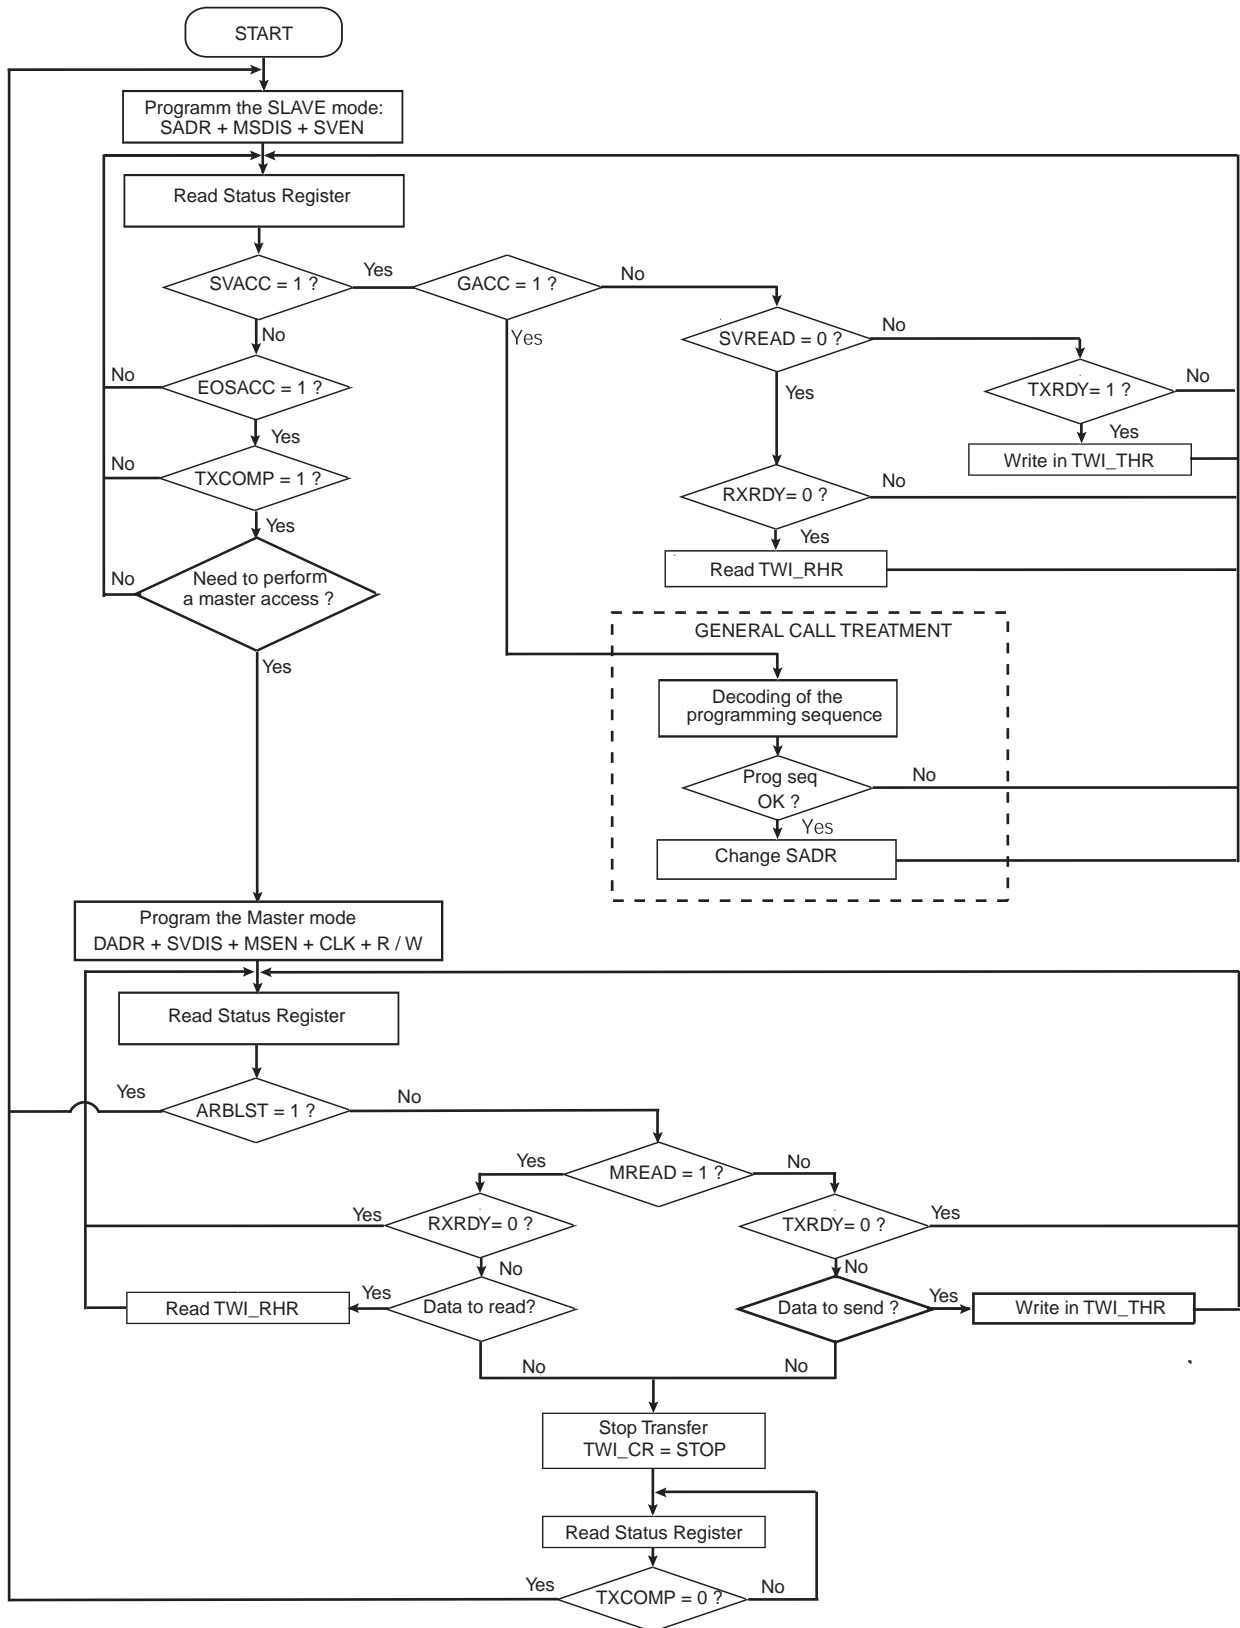 START
Programm the SLAVE mode:
SADR + MSDIS + SVEN
Read Status Register
SVACC = 1 ?
Yes
GACC = 1 ?
No
No
Yes
SVREAD = 0 ?
No
EOSACC = 1 ?
No
Yes
TXRDY= 1 ?
No
Yes
Yes
Write in TWI_THR
TXCOMP = 1 ?
No
RXRDY= 0 ?
No
Yes
Yes
Read TWI_RHR
Need to perform
a master access ?
No
Yes
GENERAL CALL TREATMENT
Decoding of the
programming sequence
Prog seq
OK ?
No
Yes
Change SADR
Program the Master mode
DADR + SVDIS + MSEN + CLK + R / W
Read Status Register
Yes
ARBLST = 1 ?
No
Yes
MREAD = 1 ?
No
Yes
RXRDY= 0 ?
TXRDY= 0 ?
Yes
No
No
Read TWI_RHR
Yes
Data to read?
Data to send ?
Yes
Write in TWI_THR
No
No
Stop Transfer
TWI_CR = STOP
Read Status Register
Yes
TXCOMP = 0 ?
No